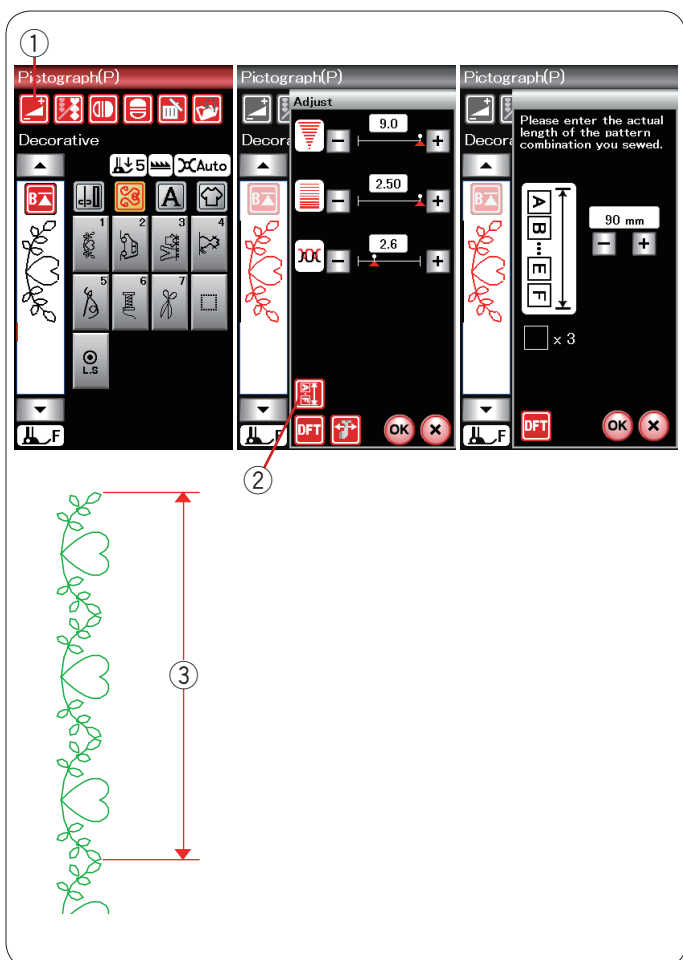 1
Pictograph(P)
Decorative
5
Auto
B
A
1
2
3
4
5
6
7
L.S
F
Pictograph(P)
Adjust
Decora
9.0
B
2.50
2.6
A~F
DFT
OK
F
2
Pictograph(P)
Please enter the actual
length of the pattern
combination you sewed.
Decora
B
A
B
E
F
90 mm
x 3
DFT
OK
F
3